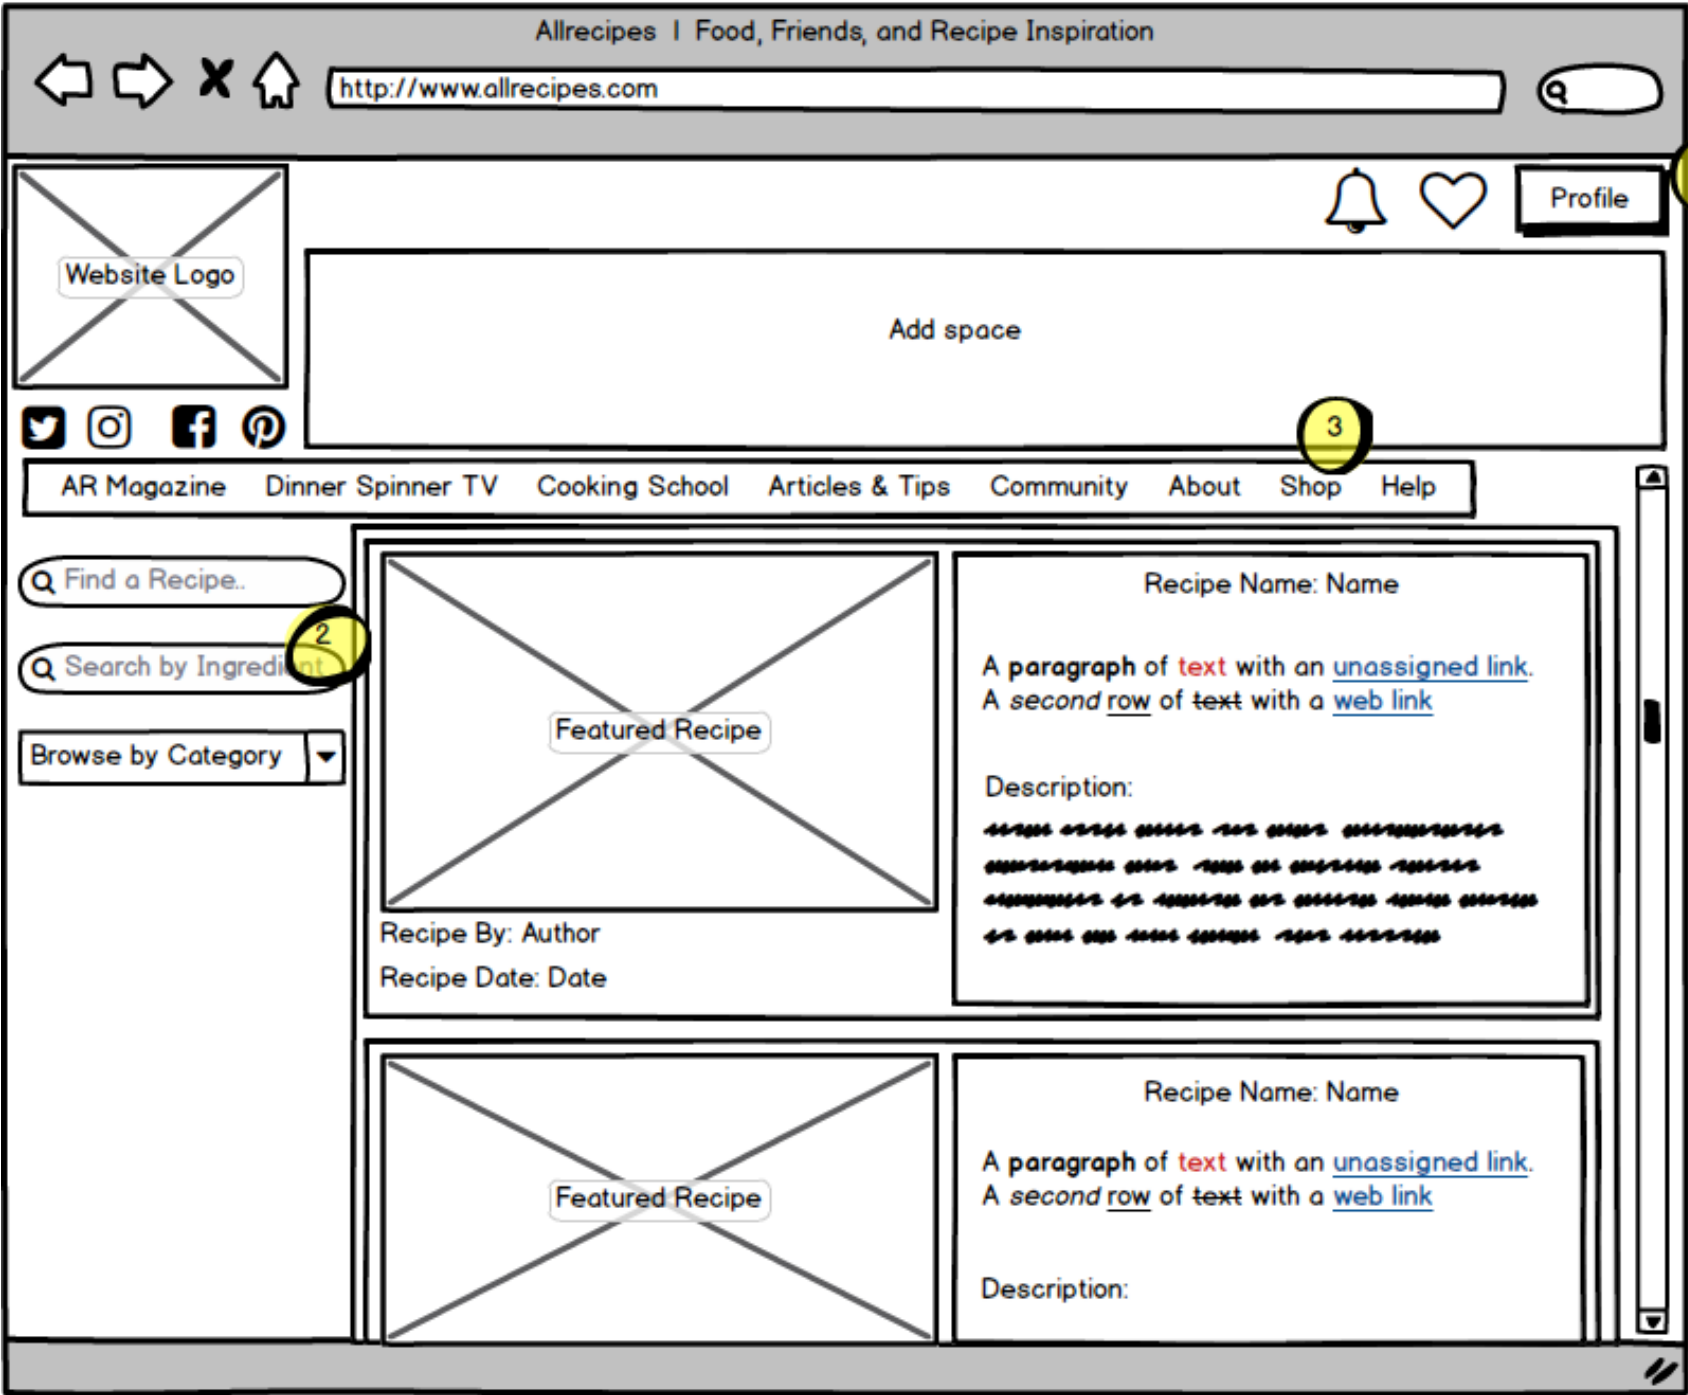 Allrecipes | Food, Friends, and Recipe Inspiration
http://www.allrecipes.com
Profile
Website Logo
Add space
3
AR Magazine Dinner Spinner TV Cooking School Articles & Tips Community About Shop Help
Find a Recipe..
2
Search by Ingredient
Browse by Category
Featured Recipe
Recipe By: Author
Recipe Date: Date
Recipe Name: Name
A paragraph of text with an unassigned link.
A second row of text with a web link
Description:
Featured Recipe
Recipe Name: Name
A paragraph of text with an unassigned link.
A second row of text with a web link
Description: